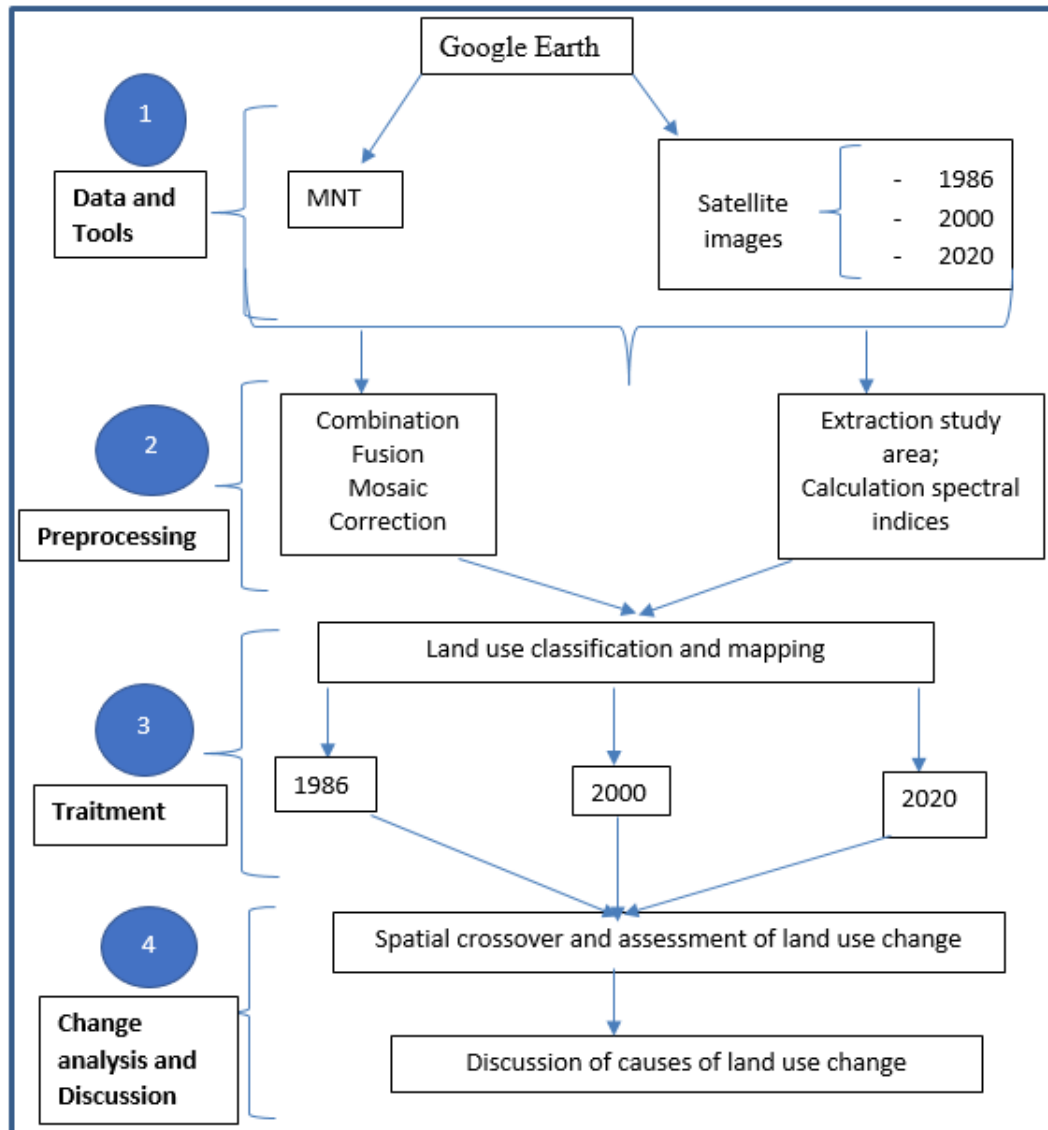 Google Earth
1
Data and
Tools
MNT
Satellite
images
- 1986
- 2000
- 2020
2
Preprocessing
Combination
Fusion
Mosaic
Correction
Extraction study
area;
Calculation spectral
indices
Land use classification and mapping
3
Traitment
1986
2000
2020
4
Change
analysis and
Discussion
Spatial crossover and assessment of land use change
Discussion of causes of land use change